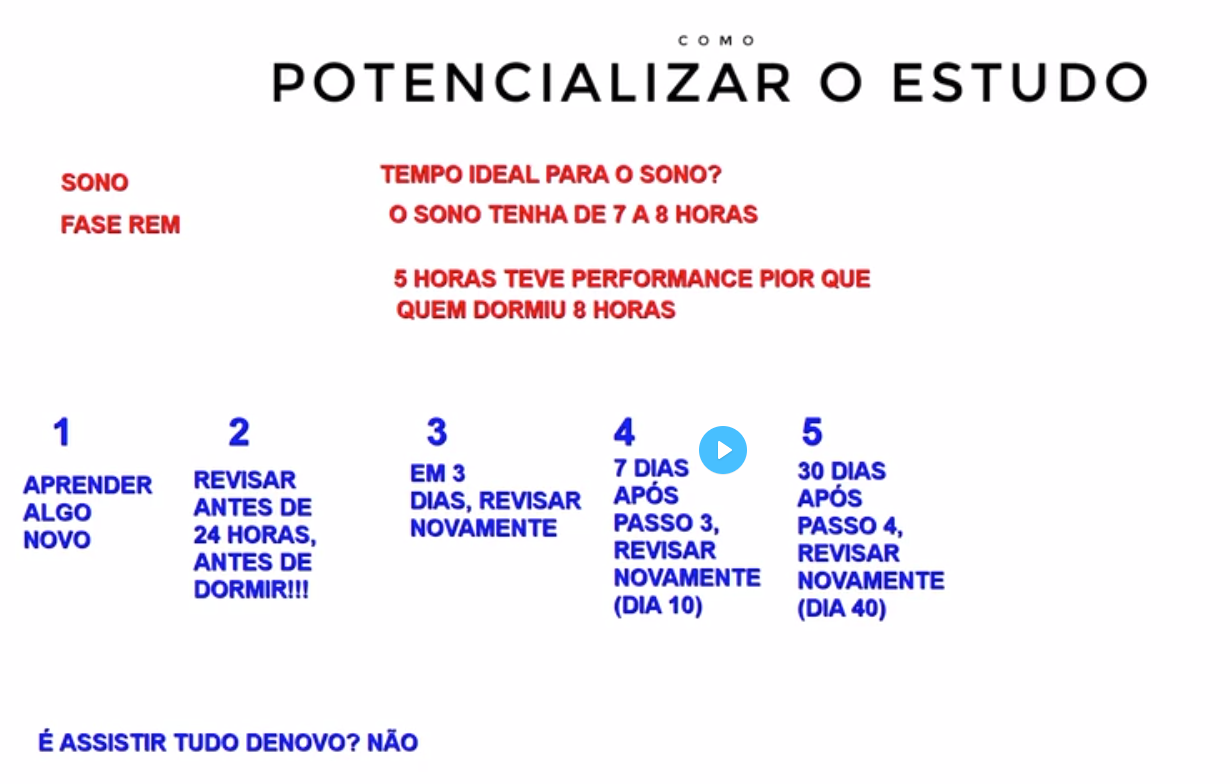 COMO
POTENCIALIZAR O ESTUDO
SONO
FASE REM
TEMPO IDEAL PARA O SONO?
O SONO TENHA DE 7 A 8 HORAS
5 HORAS TEVE PERFORMANCE PIOR QUE
QUEM DORMIU 8 HORAS
1
APRENDER
ALGO
NOVO
2
REVISAR
ANTES DE
24 HORAS,
ANTES DE
DORMIR!!!
3
EM 3
DIAS, REVISAR
NOVAMENTE
4
7 DIAS
APÓS
PASSO 3,
REVISAR
NOVAMENTE
(DIA 10)
5
30 DIAS
APÓS
PASSO 4,
REVISAR
NOVAMENTE
(DIA 40)
É ASSISTIR TUDO DENOVO? NÃO